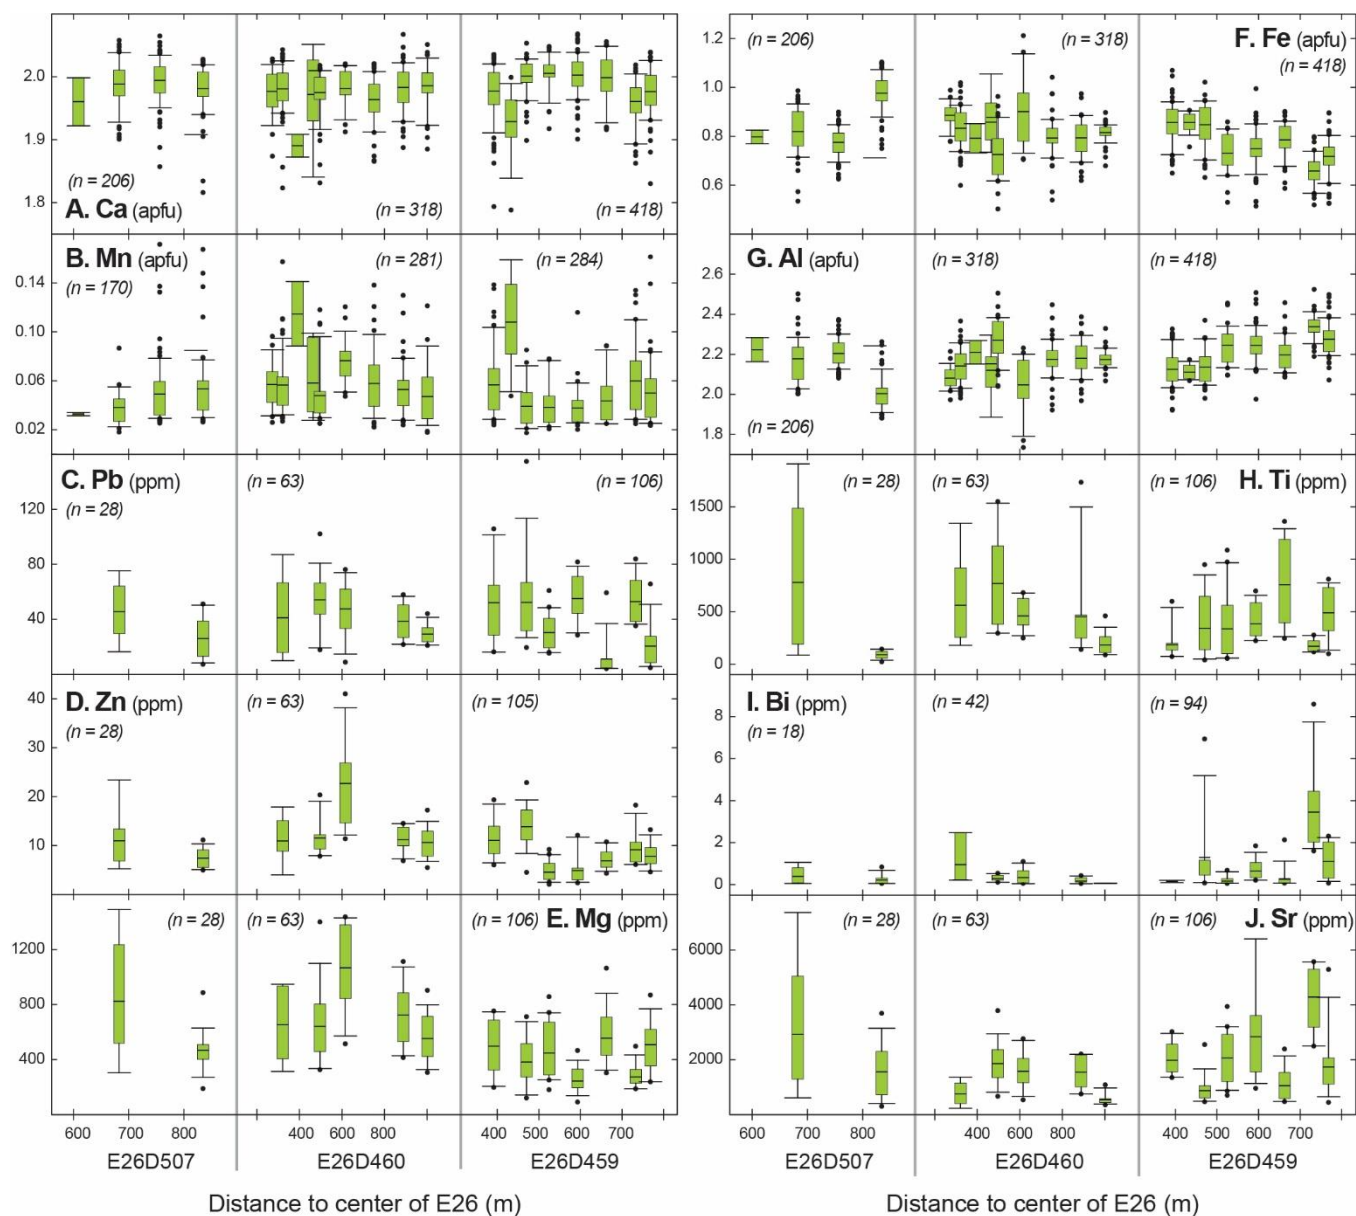 2.0
1.9
1.8
(n = 206)
A. Ca (apfu)
(n = 318)
(n = 418)
0.14
0.10
0.06
0.02
B. Mn (apfu)
(n = 170)
(n = 281)
(n = 284)
120
80
40
C. Pb (ppm)
(n = 28)
(n = 63)
(n = 106)
40
30
20
10
D. Zn (ppm)
(n = 28)
(n = 63)
(n = 105)
1200
800
400
(n = 28)
(n = 63)
(n = 106) E. Mg (ppm)
600 700 800
400 600 800
400 500 600 700
E26D507 E26D460 E26D459
Distance to center of E26 (m)
1.2
1.0
0.8
0.6
(n = 206)
(n = 318)
F. Fe (apfu)
(n = 418)
2.6
2.4
2.2
2.0
1.8
G. Al (apfu)
(n = 206)
(n = 318)
(n = 418)
1500
1000
500
0
(n = 28)
(n = 63)
(n = 106) H. Ti (ppm)
8
6
4
2
0
I. Bi (ppm)
(n = 18)
(n = 42)
(n = 94)
6000
4000
2000
(n = 28)
(n = 63)
(n = 106) J. Sr (ppm)
600 700 800
400 600 800
400 500 600 700
E26D507 E26D460 E26D459
Distance to center of E26 (m)